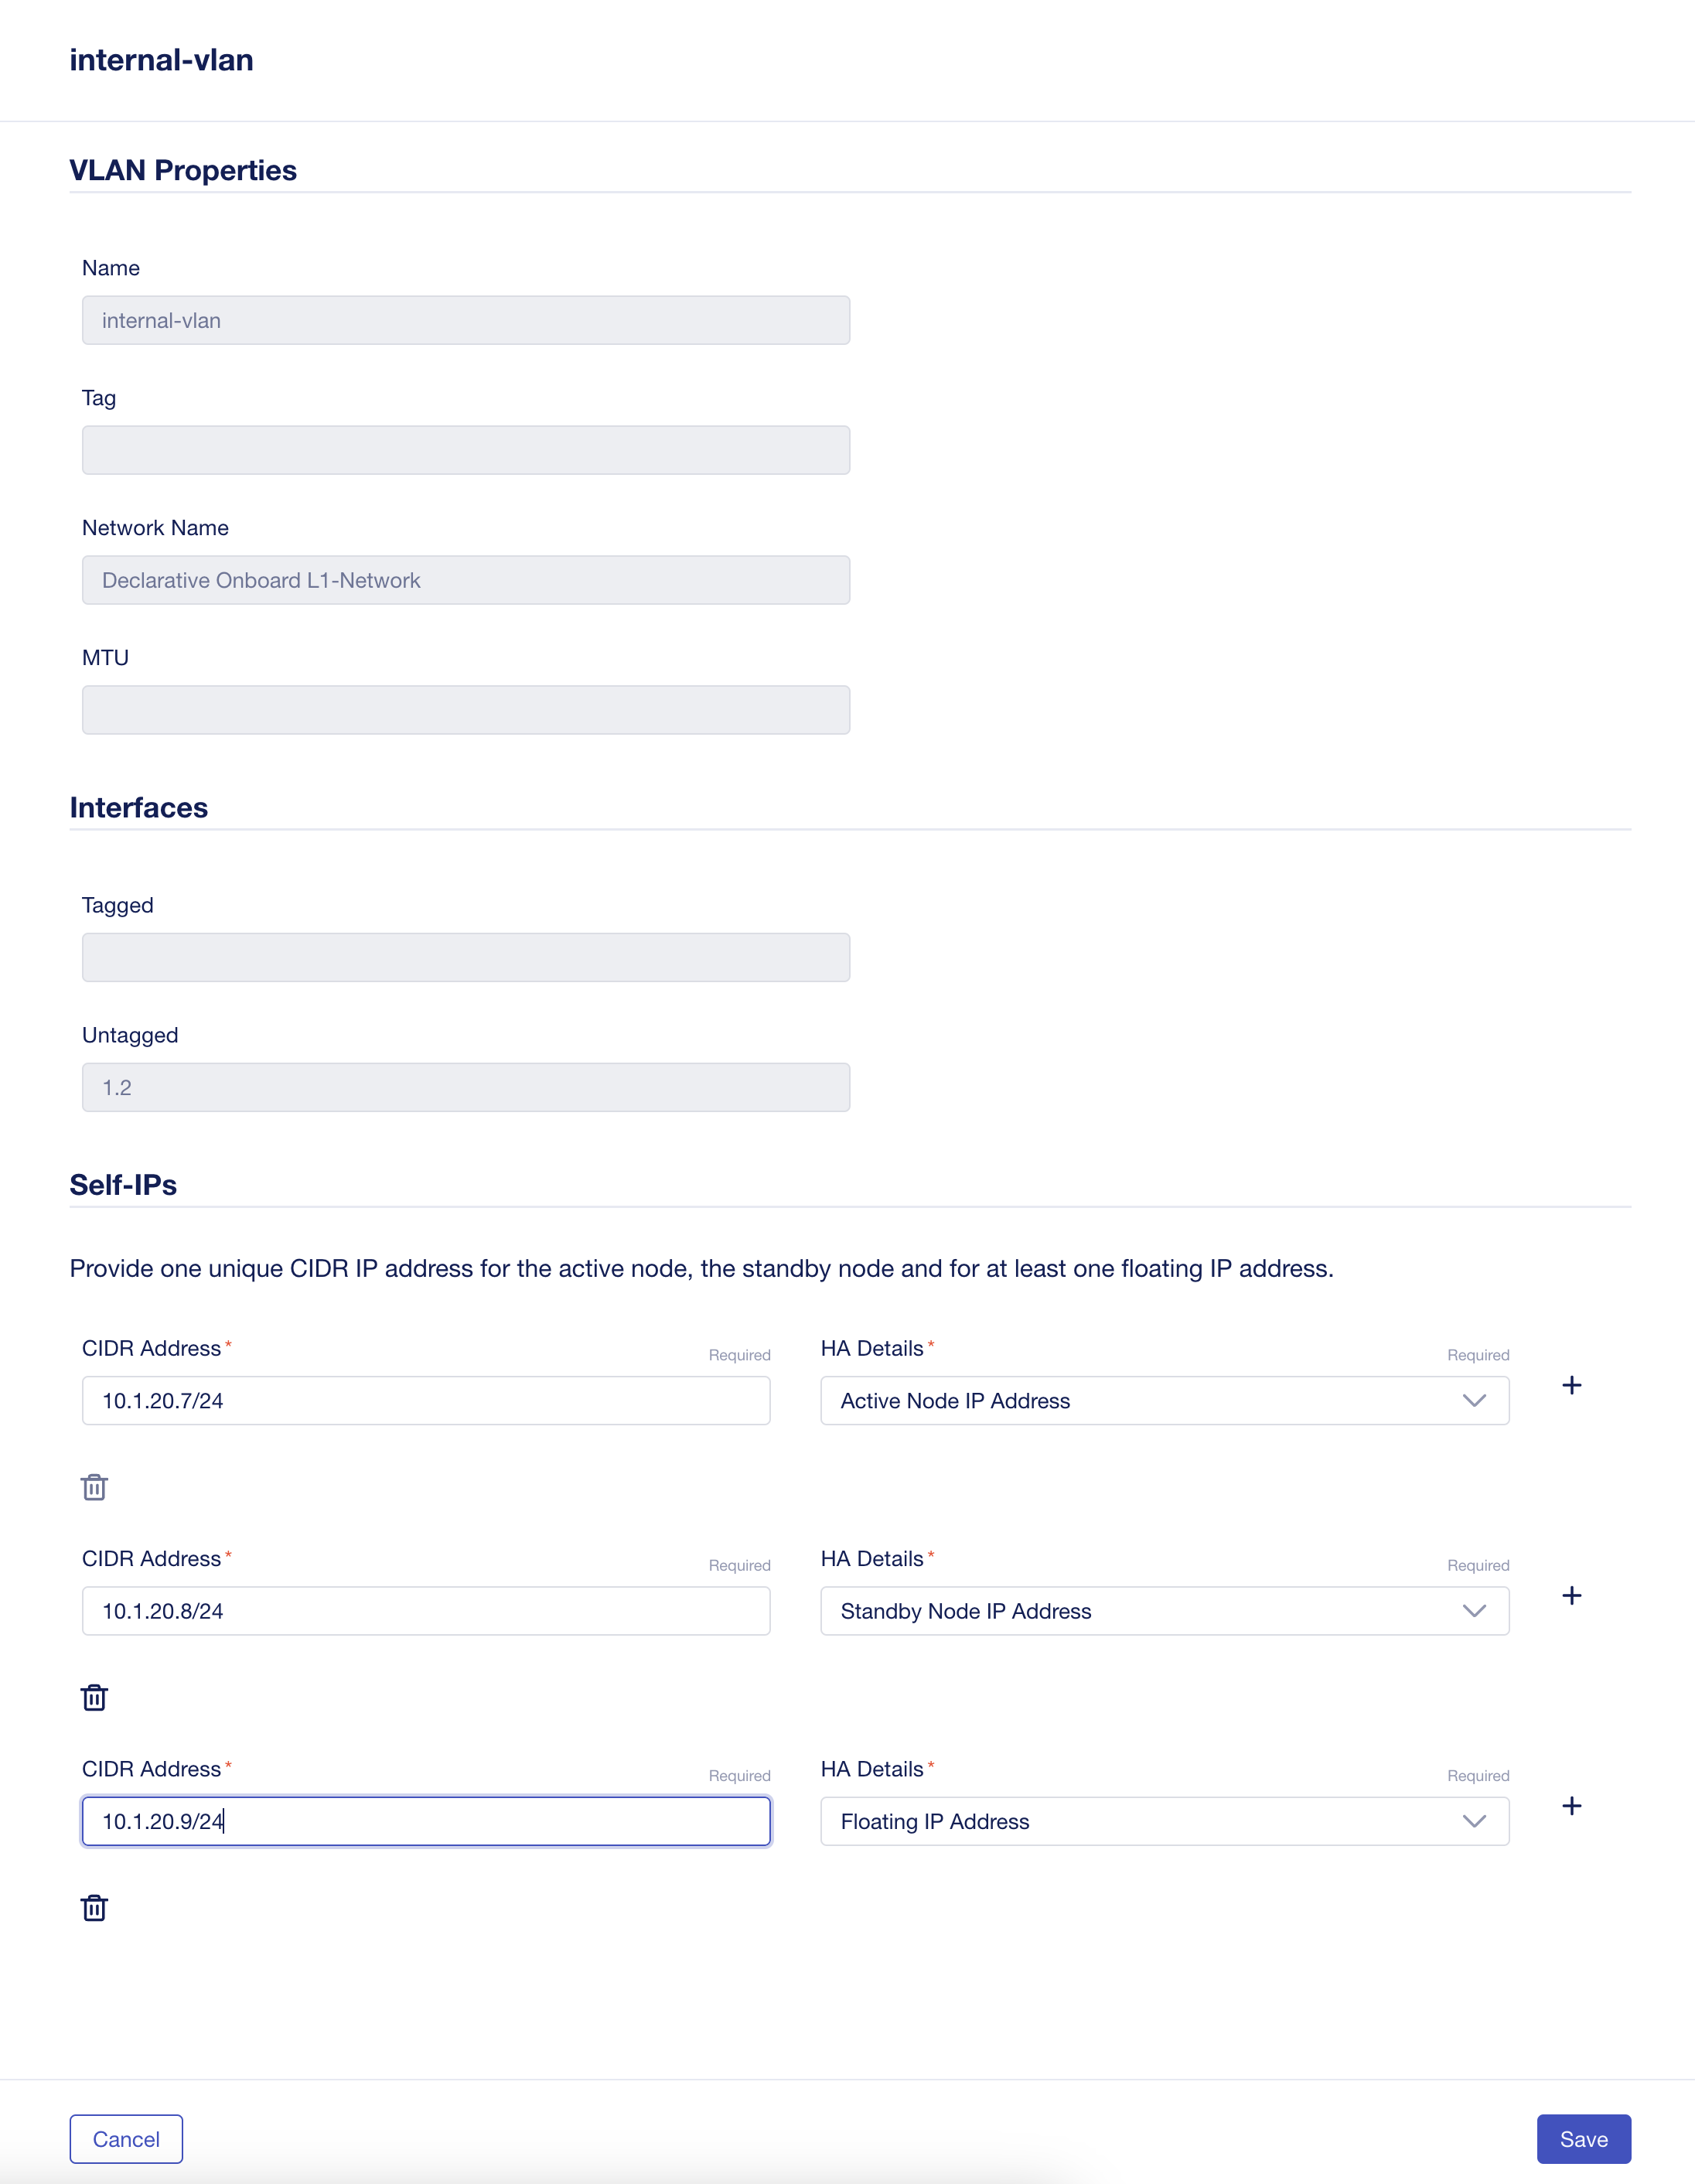 internal-vlan
VLAN Properties
Name
internal-vlan
Tag
Network Name
Declarative Onboard L1-Network
MTU
Interfaces
Tagged
Untagged
1.2
Self-IPs
Provide one unique CIDR IP address for the active node, the standby node and for at least one floating IP address.
CIDR Address* Required HA Details* Required
10.1.20.7/24 Active Node IP Address
CIDR Address* Required HA Details* Required
10.1.20.8/24 Standby Node IP Address
CIDR Address* Required HA Details* Required
10.1.20.9/24 Floating IP Address
Cancel Save